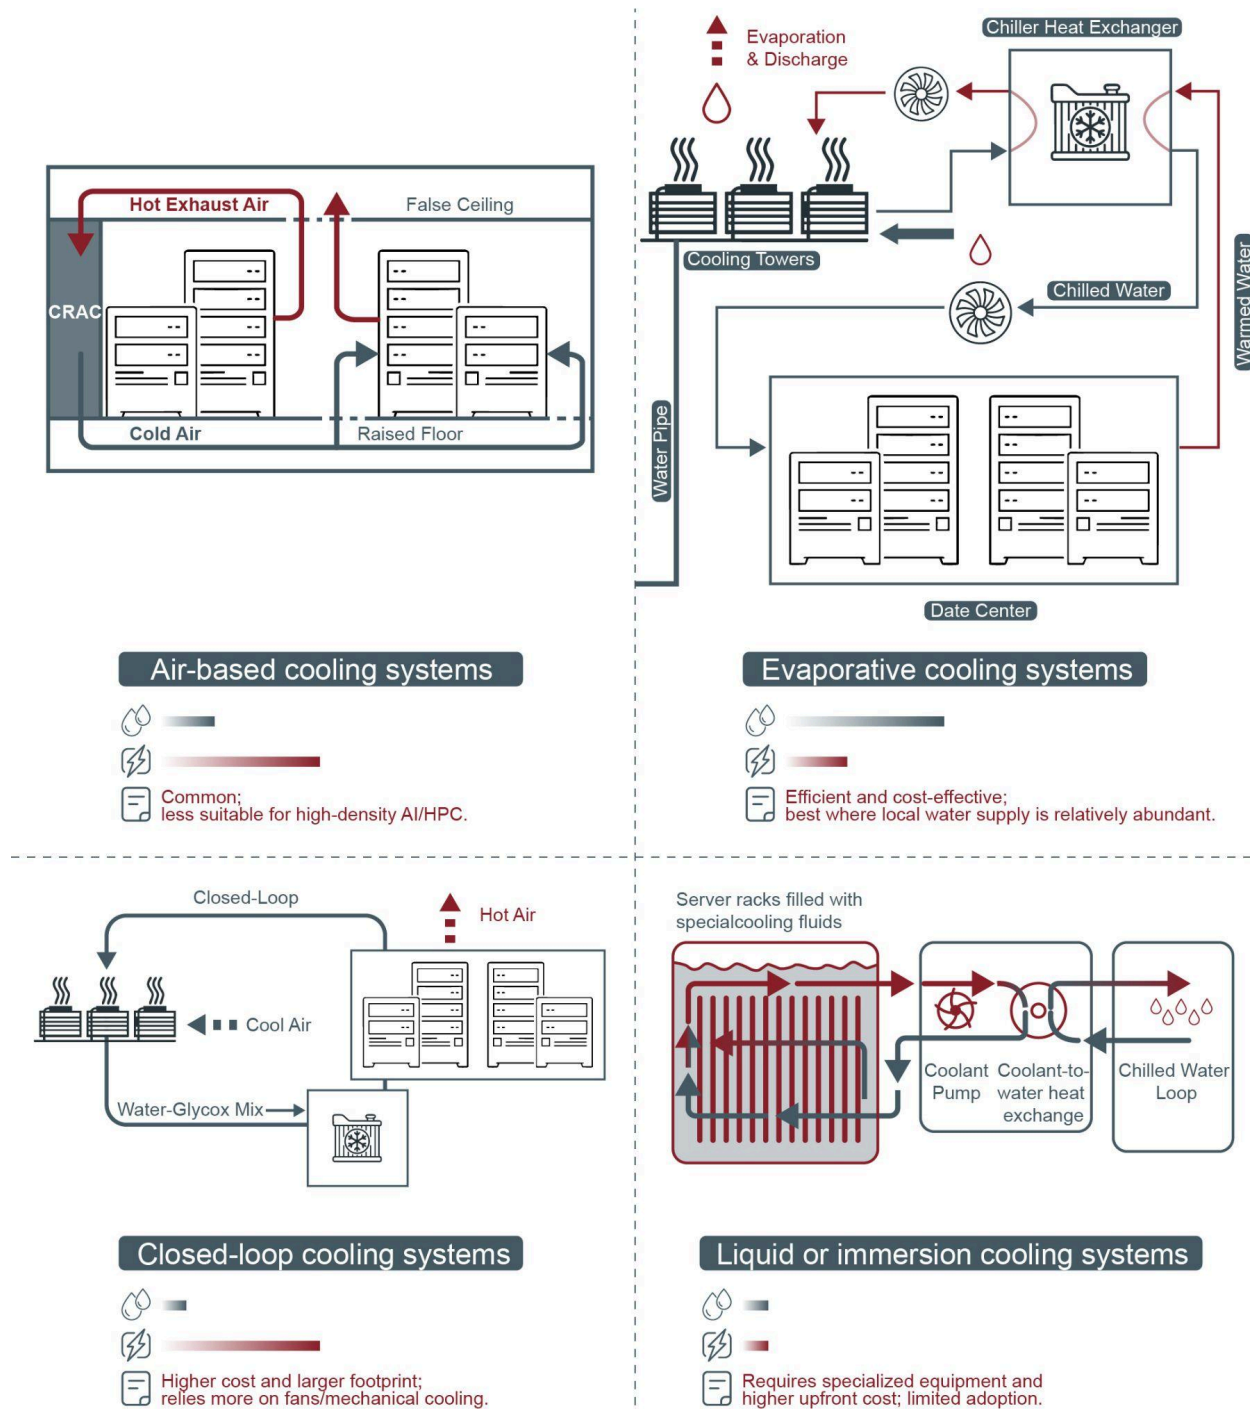 Hot Exhaust Air
False Ceiling
CRAC
Cold Air
Raised Floor
Air-based cooling systems
Common;
less suitable for high-density AI/HPC.
Evaporation
& Discharge
Chiller Heat Exchanger
Cooling Towers
Chilled Water
Warmed Water
Water Pipe
Date Center
Evaporative cooling systems
Efficient and cost-effective;
best where local water supply is relatively abundant.
Closed-Loop
Hot Air
Cool Air
Water-Glycox Mix
Closed-loop cooling systems
Higher cost and larger footprint;
relies more on fans/mechanical cooling.
Server racks filled with
specialcooling fluids
Coolant
Pump
Coolant-to-
water heat
exchange
Chilled Water
Loop
Liquid or immersion cooling systems
Requires specialized equipment and
higher upfront cost; limited adoption.